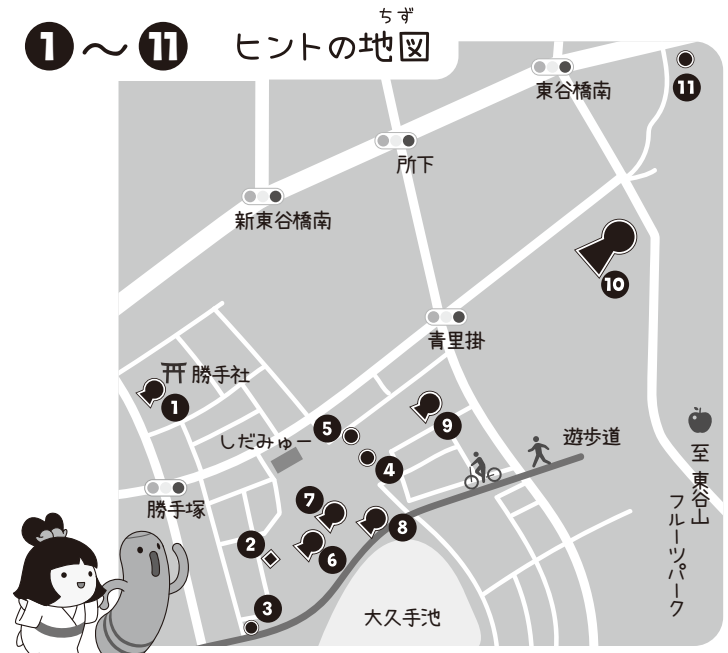 ちず
1〜11 ヒントの地図
東谷橋南
11
所下
新東谷橋南
10
青里掛
勝手社
1
9
しだみゅー
5
遊歩道
4
至 東谷山
フルーツパーク
勝手塚
7
8
2
6
3
大久手池